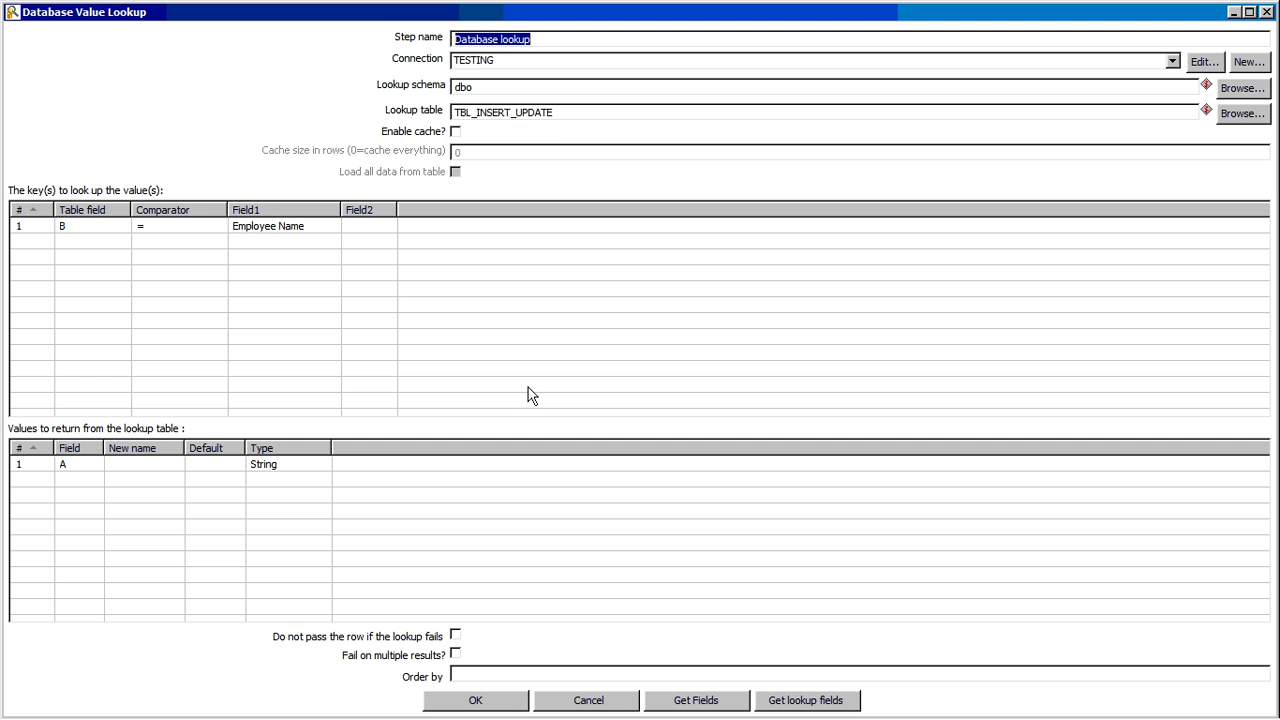 Database Value Lookup
Step name Database lookup
Connection TESTING Edit... New...
Lookup schema dbo Browse...
Lookup table TBL_INSERT_UPDATE Browse...
Enable cache?
Cache size in rows (0=cache everything) 0
Load all data from table
The key(s) to look up the value(s):
# Table field Comparator Field1 Field2
1 B = Employee Name
Values to return from the lookup table :
# Field New name Default Type
1 A String
Do not pass the row if the lookup fails
Fail on multiple results?
Order by
OK Cancel Get Fields Get lookup fields